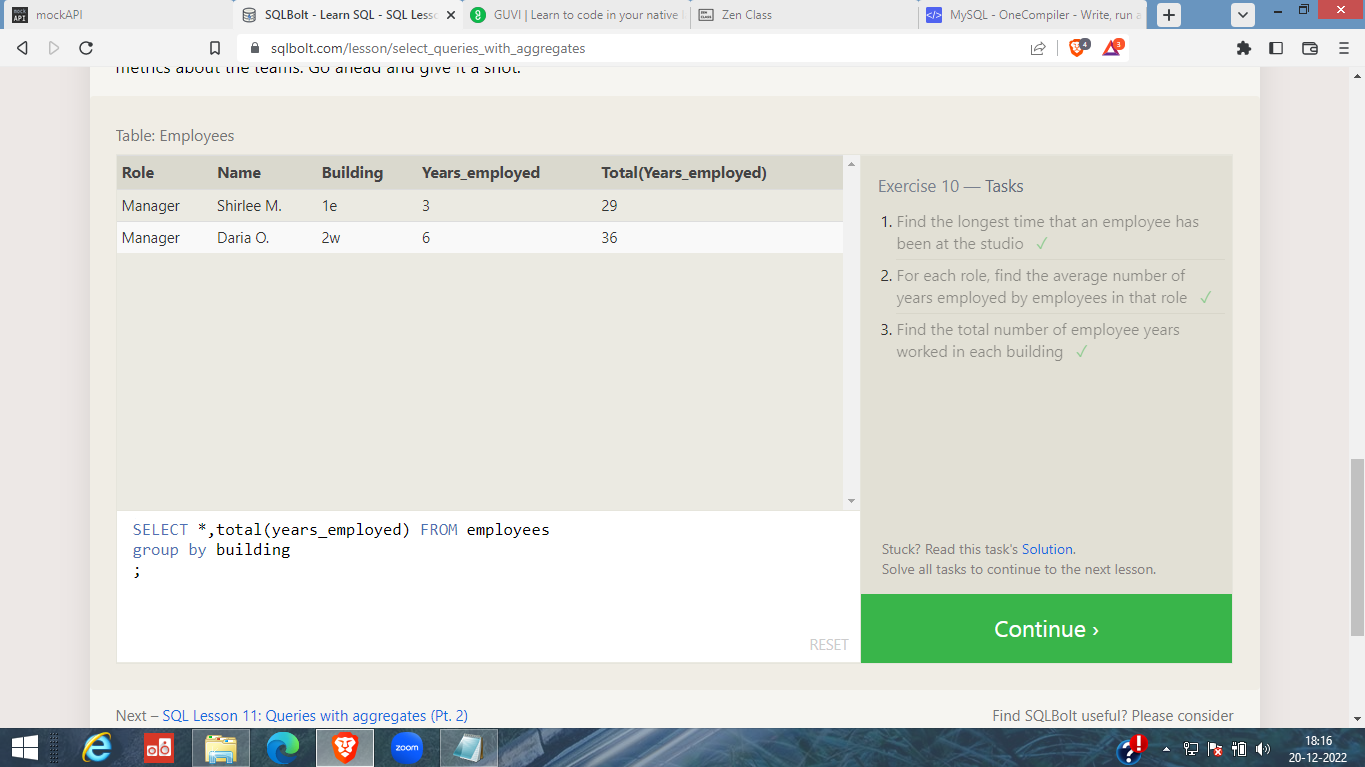 mock API
mockAPI
SQLBolt - Learn SQL - SQL Less
GUVI | Learn to code in your native
Zen Class
MySQL - OneCompiler - Write, run a
sqlbolt.com/lesson/select_queries_with_aggregates
4
3
metrics about the teams. Go ahead and give it a shot.
Table: Employees
Role Name Building Years_employed Total(Years_employed)
Manager Shirlee M. 1e 3 29
Manager Daria O. 2w 6 36
Exercise 10 — Tasks
1. Find the longest time that an employee has
been at the studio ✓
2. For each role, find the average number of
years employed by employees in that role ✓
3. Find the total number of employee years
worked in each building ✓
SELECT *,total(years_employed) FROM employees
group by building
;
RESET
Stuck? Read this task's Solution.
Solve all tasks to continue to the next lesson.
Continue ›
Next – SQL Lesson 11: Queries with aggregates (Pt. 2)
Find SQLBolt useful? Please consider
zoom
18:16
20-12-2022